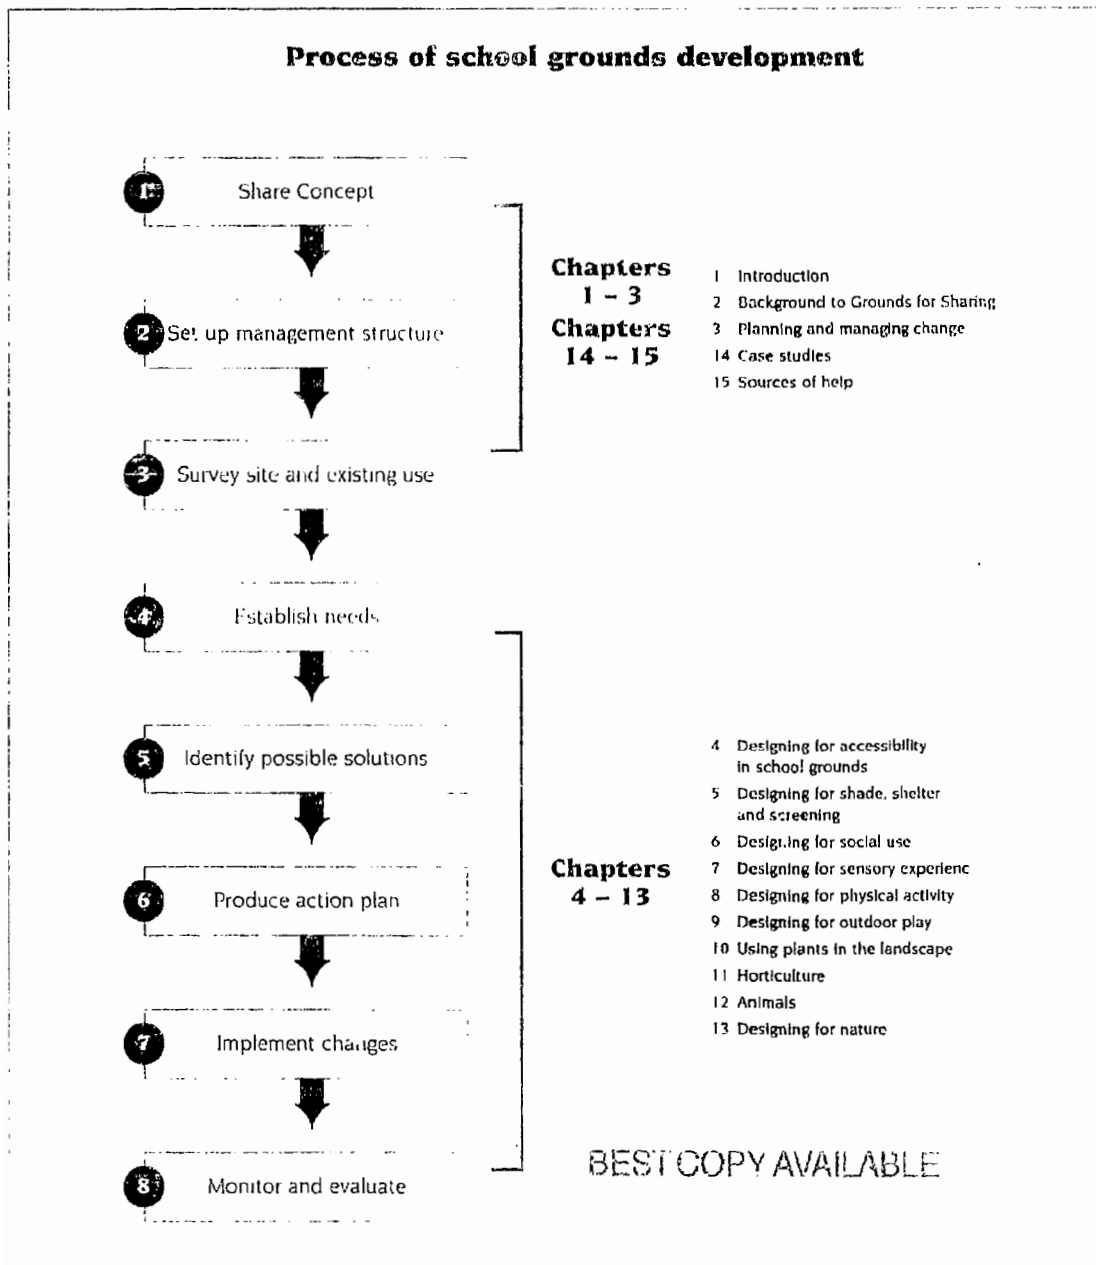 Process of school grounds development
1 Share Concept
2 Set up management structure
3 Survey site and existing use
4 Establish needs
5 Identify possible solutions
6 Produce action plan
7 Implement changes
8 Monitor and evaluate
Chapters
1 – 3
Chapters
14 – 15
1 Introduction
2 Background to Grounds for Sharing
3 Planning and managing change
14 Case studies
15 Sources of help
Chapters
4 – 13
4 Designing for accessibility
in school grounds
5 Designing for shade, shelter
and screening
6 Designing for social use
7 Designing for sensory experienc
8 Designing for physical activity
9 Designing for outdoor play
10 Using plants in the landscape
11 Horticulture
12 Animals
13 Designing for nature
BEST COPY AVAILABLE